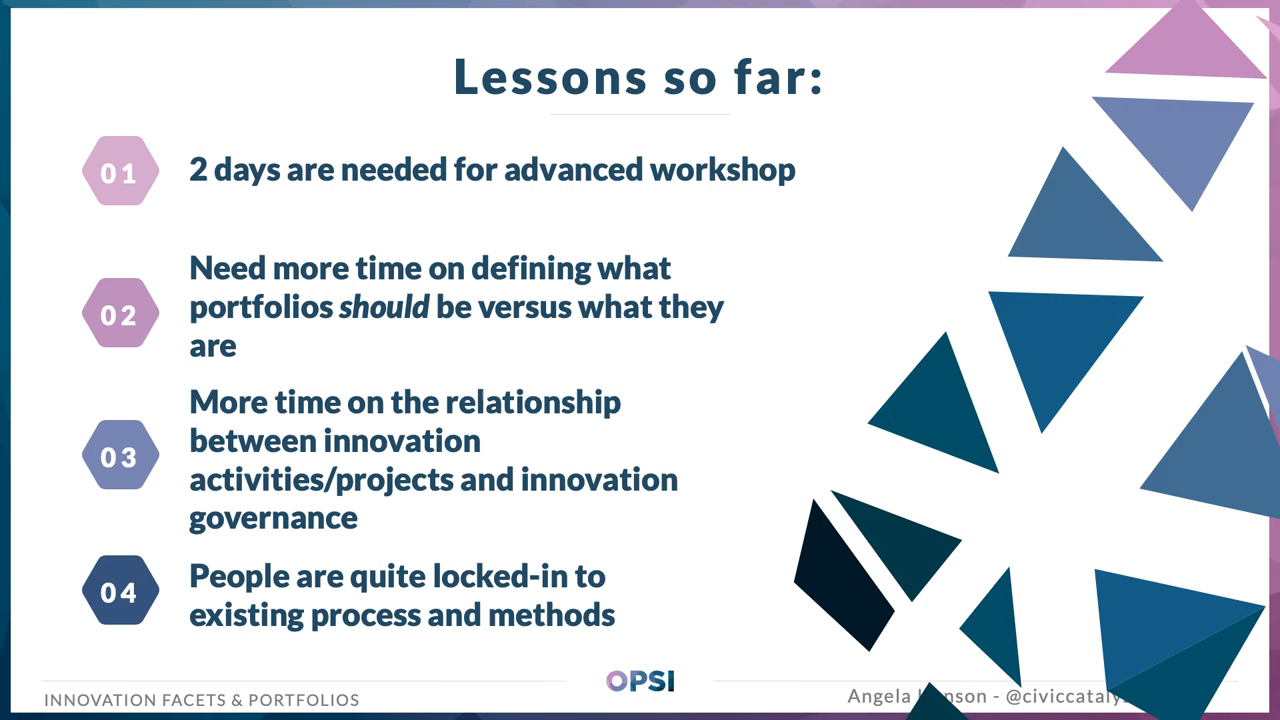 Lessons so far:
01
2 days are needed for advanced workshop
02
Need more time on defining what
portfolios should be versus what they
are
03
More time on the relationship
between innovation
activities/projects and innovation
governance
04
People are quite locked-in to
existing process and methods
OPSI
INNOVATION FACETS & PORTFOLIOS
Angela